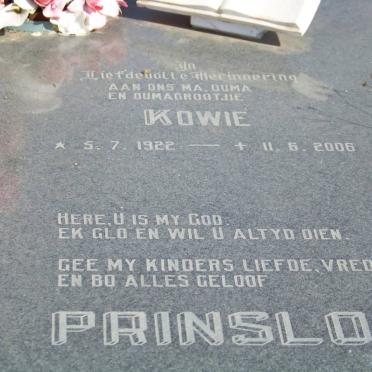 In
Liefdevolle Herinnering
AAN ONS MA, OUMA
EN OUMAGROOTJIE
KOWIE
* 5. 7. 1922 — + 11. 6. 2006
HERE, U IS MY GOD.
EK GLO EN WIL U ALTYD DIEN.
GEE MY KINDERS LIEFDE, VRED
EN BO ALLES GELOOF
PRINSLO